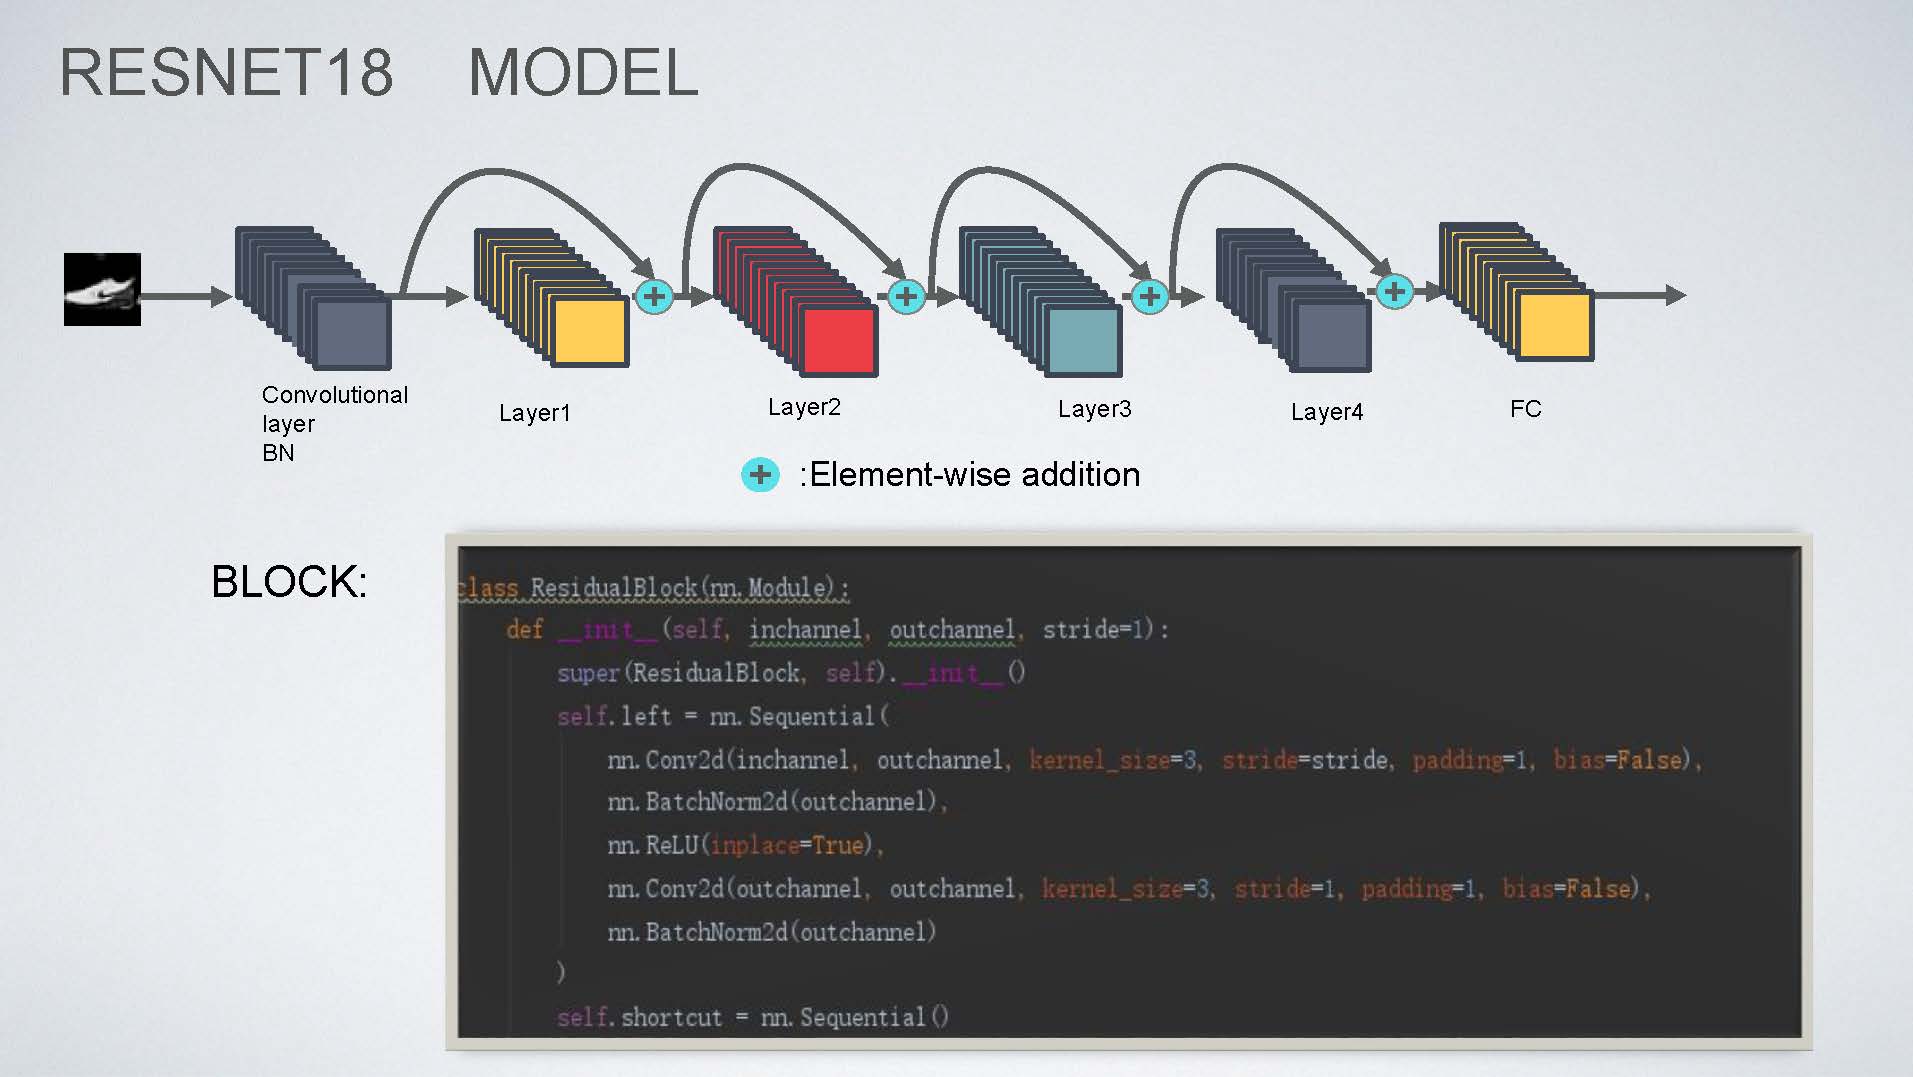 RESNET18 MODEL
Convolutional
layer
BN
Layer1
Layer2
Layer3
Layer4
FC
:Element-wise addition
BLOCK:
class ResidualBlock(nn.Module):
def __init__(self, inchannel, outchannel, stride=1):
super(ResidualBlock, self).__init__()
self.left = nn.Sequential(
nn.Conv2d(inchannel, outchannel, kernel_size=3, stride=stride, padding=1, bias=False),
nn.BatchNorm2d(outchannel),
nn.ReLU(inplace=True),
nn.Conv2d(outchannel, outchannel, kernel_size=3, stride=1, padding=1, bias=False),
nn.BatchNorm2d(outchannel)
)
self.shortcut = nn.Sequential()